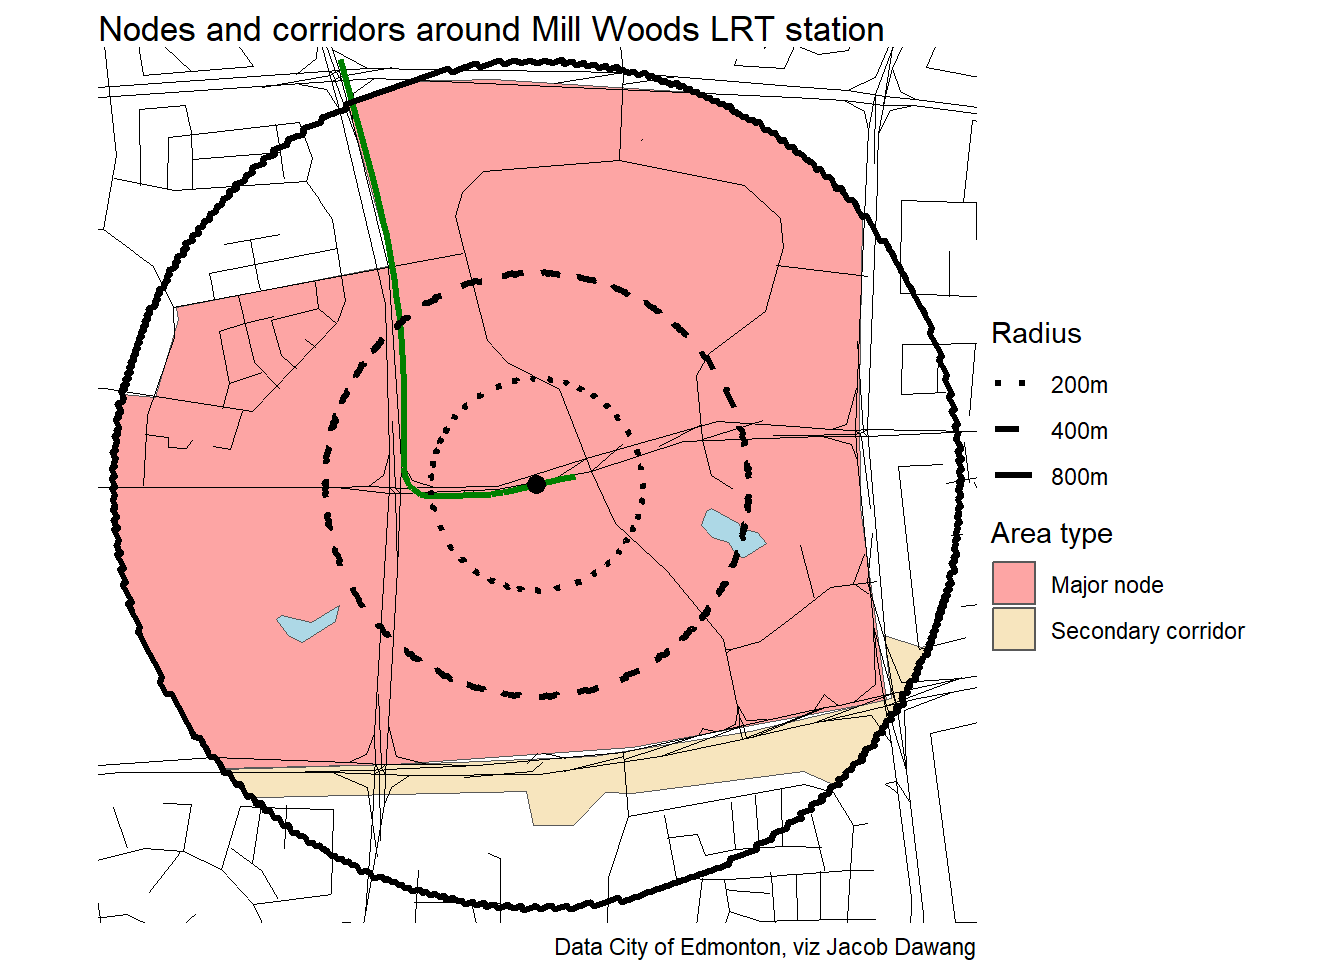 Nodes and corridors around Mill Woods LRT station
Radius
200m
400m
800m
Area type
Major node
Secondary corridor
Data City of Edmonton, viz Jacob Dawang